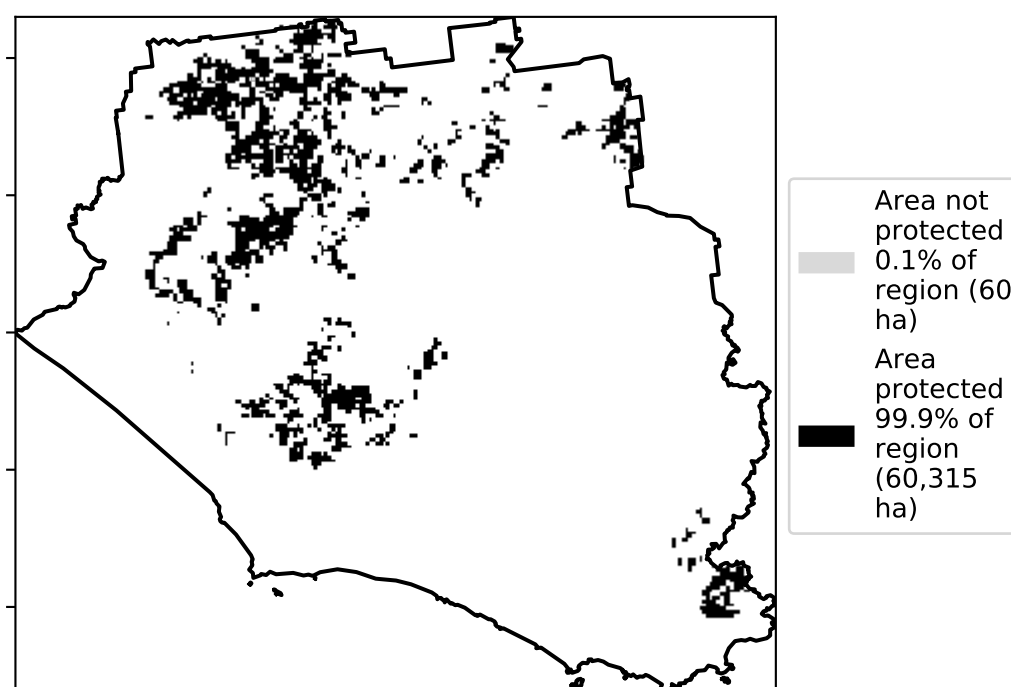 Area not
protected
0.1% of
region (60
ha)
Area
protected
99.9% of
region
(60,315
ha)